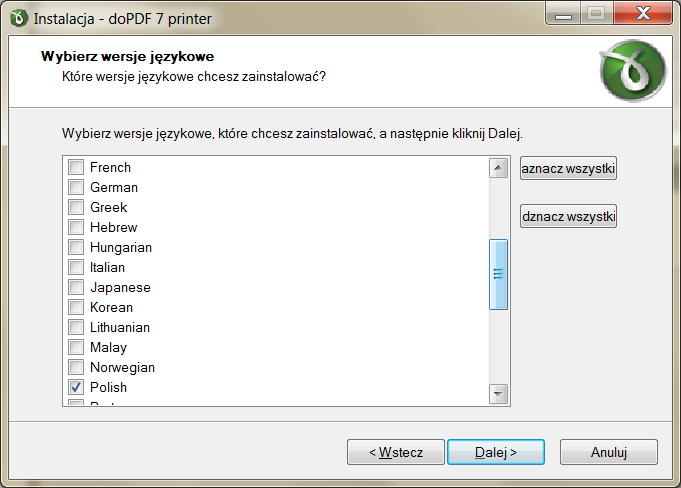 Instalacja - doPDF 7 printer
Wybierz wersje językowe
Które wersje językowe chcesz zainstalować?
Wybierz wersje językowe, które chcesz zainstalować, a następnie kliknij Dalej.
French
German
Greek
Hebrew
Hungarian
Italian
Japanese
Korean
Lithuanian
Malay
Norwegian
Polish
aznacz wszystki
dznacz wszystki
< Wstecz
Dalej >
Anuluj